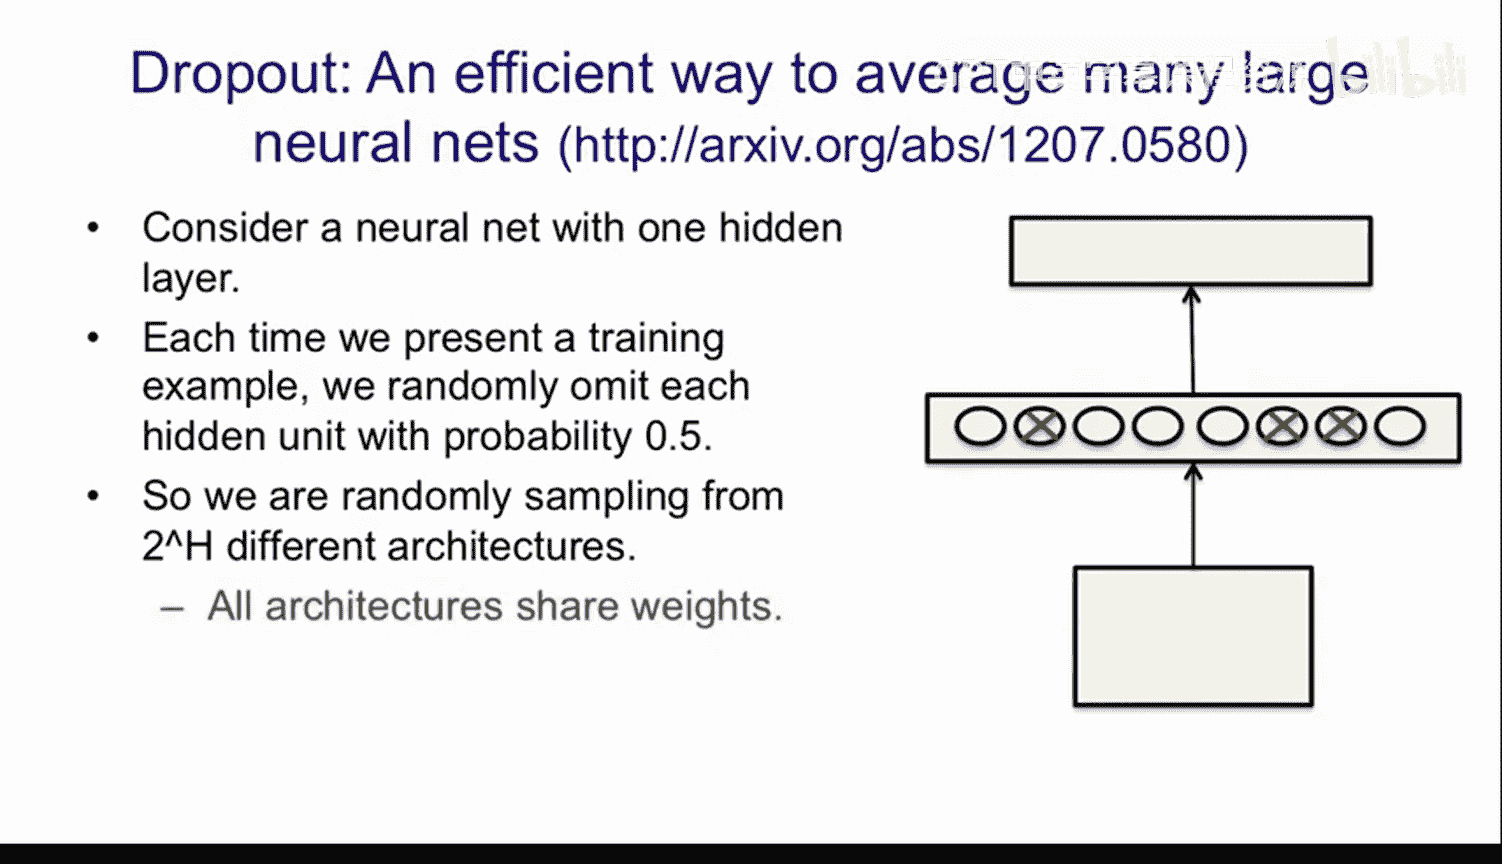 Dropout: An efficient way to average many large
neural nets (http://arxiv.org/abs/1207.0580)
• Consider a neural net with one hidden
layer.
• Each time we present a training
example, we randomly omit each
hidden unit with probability 0.5.
• So we are randomly sampling from
2^H different architectures.
– All architectures share weights.
bilibili